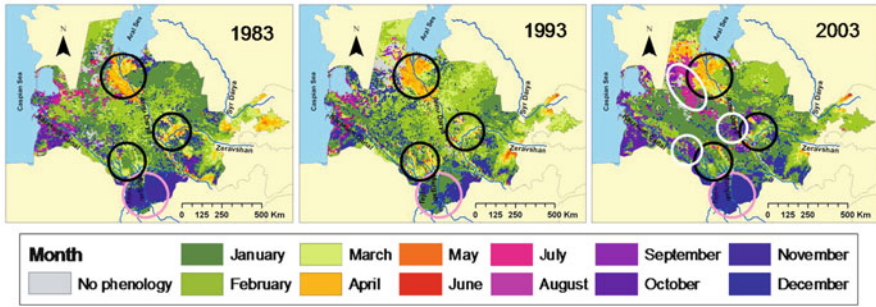 1983
N
Aral Sea
Caspian Sea
Syr Darya
Zeravshan
0 125 250 500 Km
1993
N
Aral Sea
Caspian Sea
Syr Darya
Zeravshan
0 125 250 500 Km
2003
N
Aral Sea
Caspian Sea
Syr Darya
Zeravshan
0 125 250 500 Km
Month
No phenology
January
February
March
April
May
June
July
August
September
October
November
December